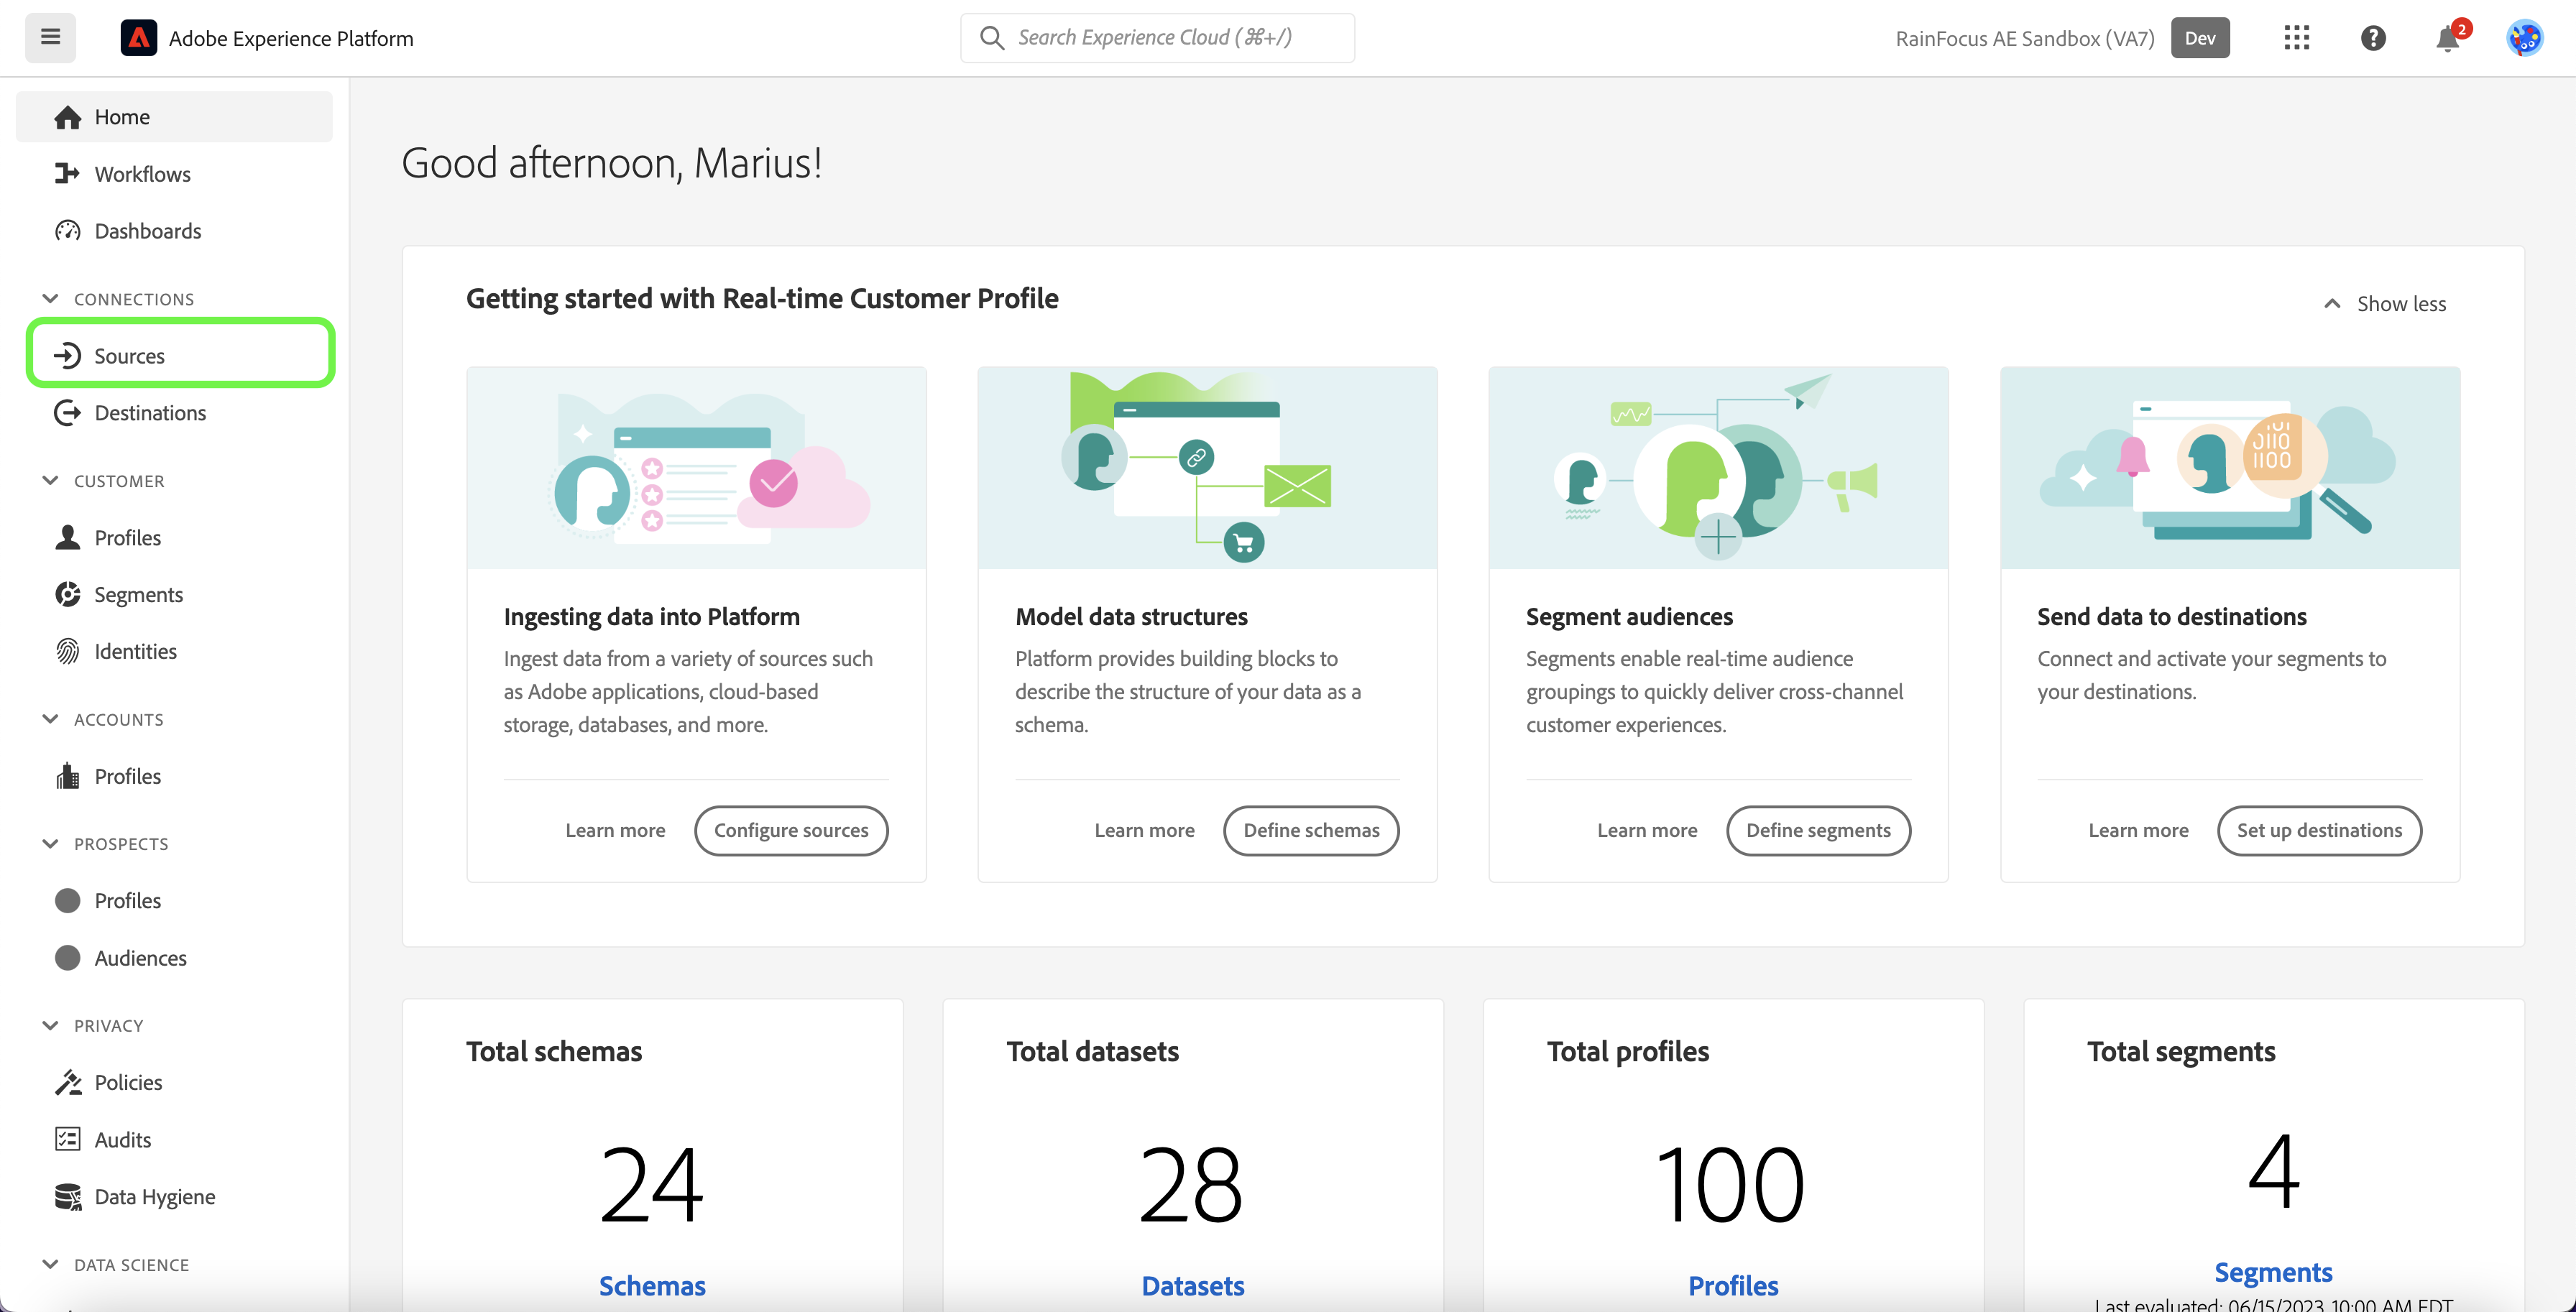 Adobe Experience Platform
Search Experience Cloud (⌘+/)
RainFocus AE Sandbox (VA7)
Dev
2
Home
Workflows
Dashboards
CONNECTIONS
Sources
Destinations
CUSTOMER
Profiles
Segments
Identities
ACCOUNTS
Profiles
PROSPECTS
Profiles
Audiences
PRIVACY
Policies
Audits
Data Hygiene
DATA SCIENCE
Good afternoon, Marius!
Getting started with Real-time Customer Profile
Show less
Ingesting data into Platform
Ingest data from a variety of sources such
as Adobe applications, cloud-based
storage, databases, and more.
Learn more
Configure sources
Model data structures
Platform provides building blocks to
describe the structure of your data as a
schema.
Learn more
Define schemas
Segment audiences
Segments enable real-time audience
groupings to quickly deliver cross-channel
customer experiences.
Learn more
Define segments
Send data to destinations
Connect and activate your segments to
your destinations.
Learn more
Set up destinations
Total schemas
24
Schemas
Total datasets
28
Datasets
Total profiles
100
Profiles
Total segments
4
Segments
Last evaluated: 06/15/2023, 10:00 AM EDT